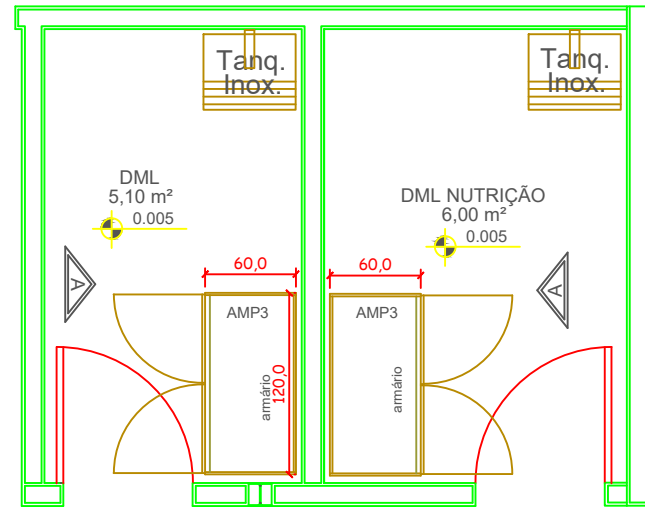 Tanq.
Inox.
Tanq.
Inox.
DML
5,10 m²
0.005
DML NUTRIÇÃO
6,00 m²
0.005
A
A
60,0
60,0
AMP3
AMP3
armário
120,0
armário